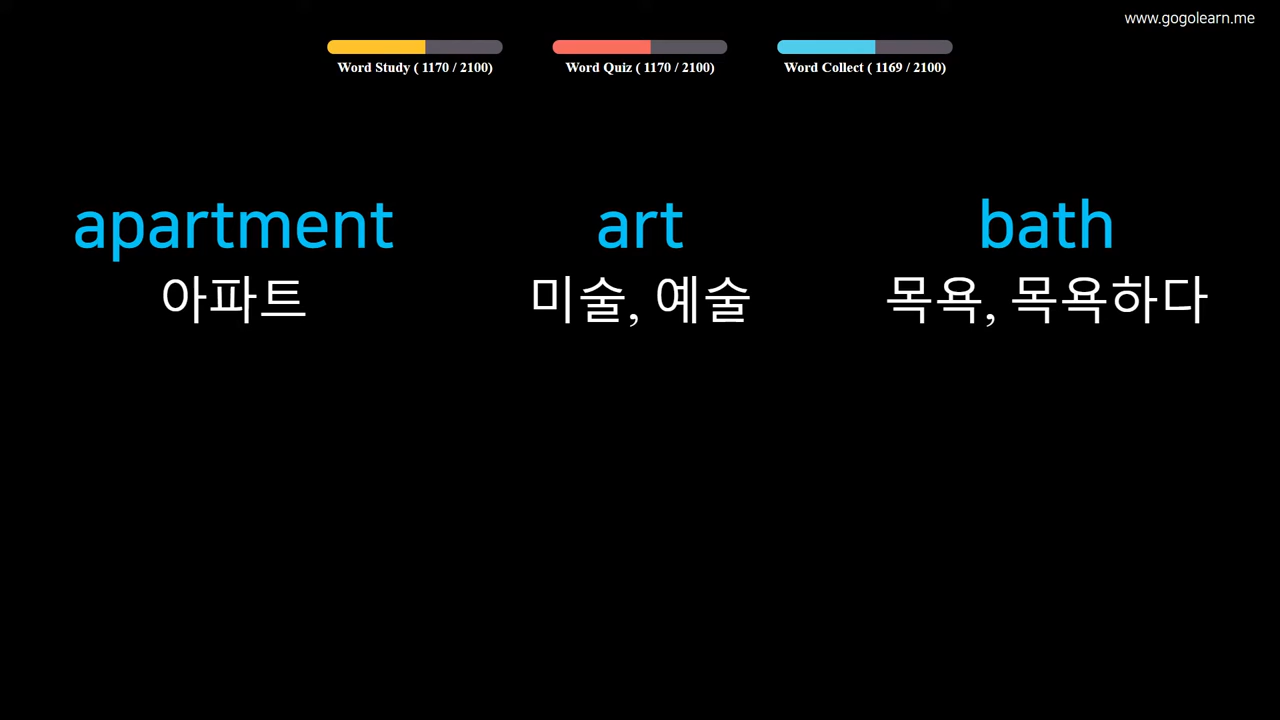 www.gogolearn.me
Word Study ( 1170 / 2100)
Word Quiz ( 1170 / 2100)
Word Collect ( 1169 / 2100)
apartment
아파트
art
미술, 예술
bath
목욕, 목욕하다